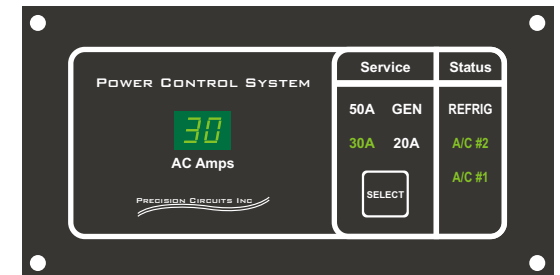 POWER CONTROL SYSTEM
30
AC Amps
PRECISION CIRCUITS INC
Service
50A GEN
30A 20A
SELECT
Status
REFRIG
A/C #2
A/C #1